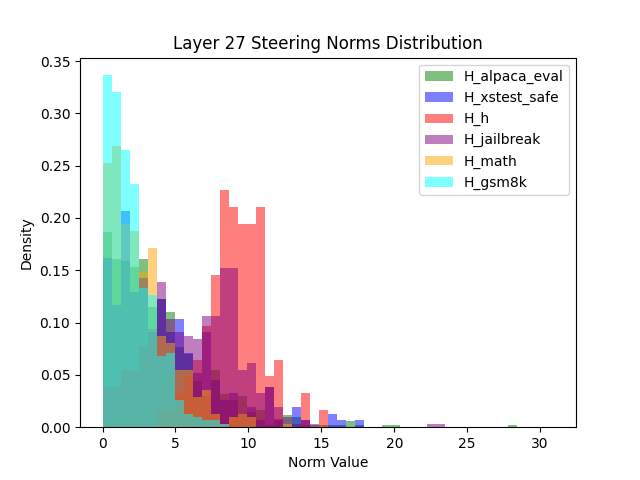 Layer 27 Steering Norms Distribution
0.35
0.30
0.25
0.20
0.15
0.10
0.05
0.00
Density
H_alpaca_eval
H_xstest_safe
H_h
H_jailbreak
H_math
H_gsm8k
0 5 10 15 20 25 30
Norm Value